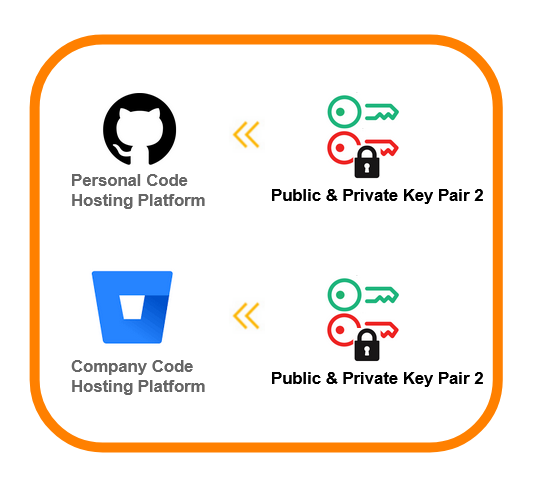 Personal Code
Hosting Platform
Public & Private Key Pair 2
Company Code
Hosting Platform
Public & Private Key Pair 2